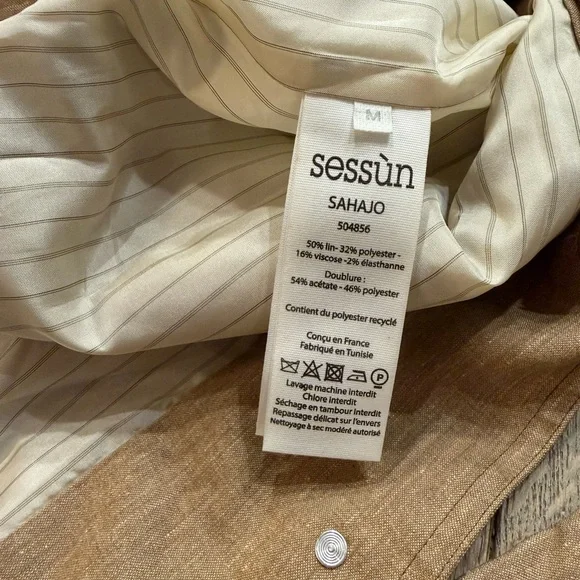 M
sessùn
SAHAJO
504856
50% lin- 32% polyester -
16% viscose -2% élasthanne
Doublure :
54% acétate - 46% polyester
Contient du polyester recyclé
Conçu en France
Fabriqué en Tunisie
P
Lavage machine interdit
Chlore interdit
Séchage en tambour interdit
Repassage délicat sur l'envers
Nettoyage à sec modéré autorisé